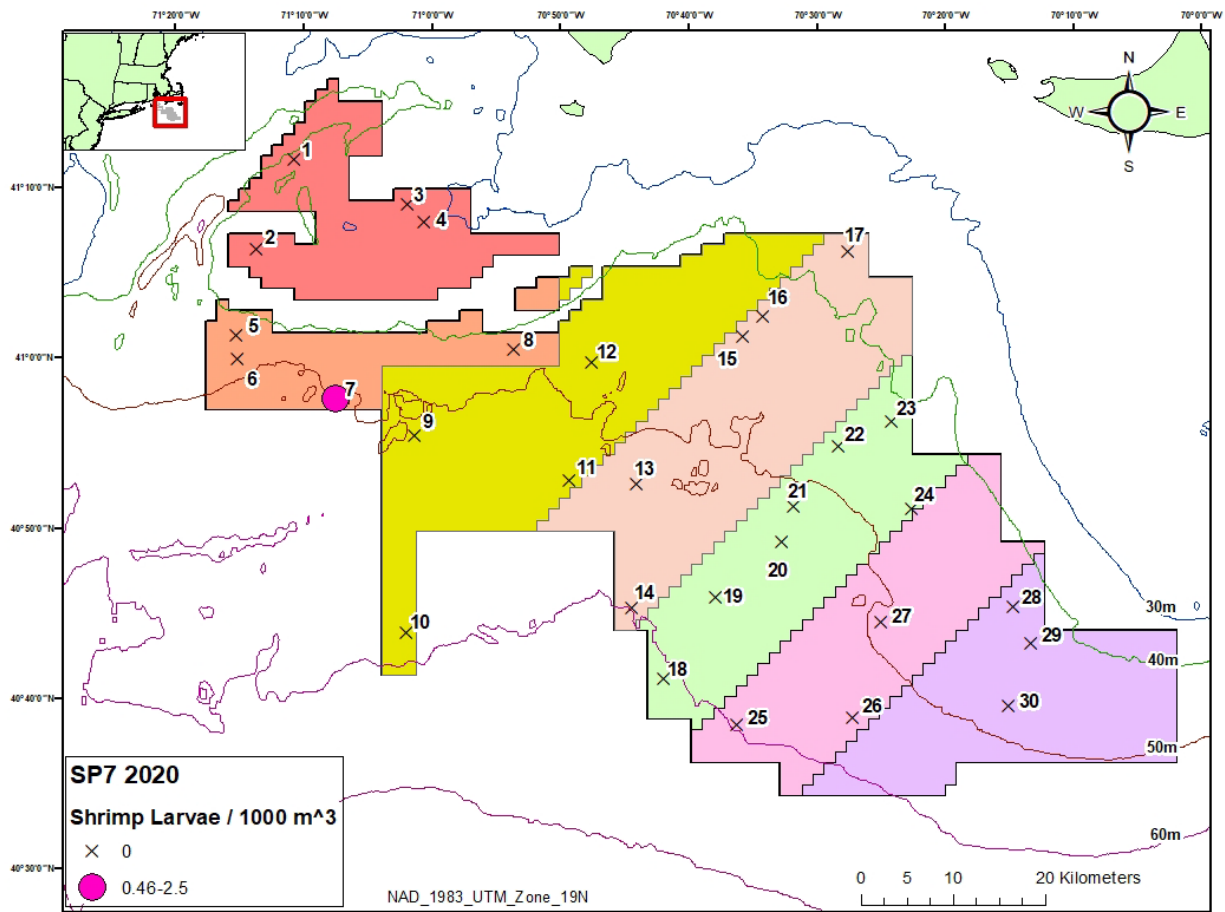 71°20'0"W 71°10'0"W 71°0'0"W 70°50'0"W 70°40'0"W 70°30'0"W 70°20'0"W 70°10'0"W 70°0'0"W
N
W E
S
1
41°10'0"N
3
4
2
17
16
5
15
8
12
41°0'0"N
6
7
9
23
22
11
13
21
24
40°50'0"N
20
14
19
28
30m
10
27
29
40m
18
40°40'0"N
25
26
30
50m
SP7 2020
Shrimp Larvae / 1000 m^3
0
0.46-2.5
60m
40°30'0"N
NAD_1983_UTM_Zone_19N
0 5 10 20 Kilometers